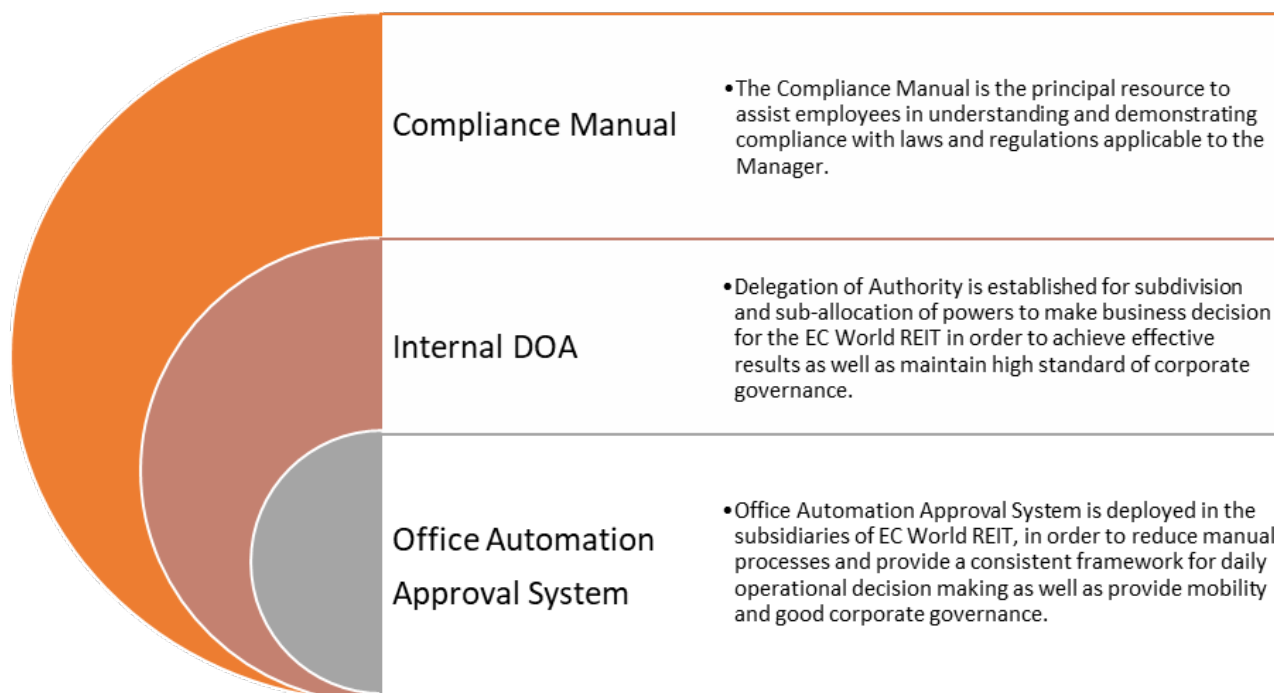 Compliance Manual
•The Compliance Manual is the principal resource to
assist employees in understanding and demonstrating
compliance with laws and regulations applicable to the
Manager.
Internal DOA
•Delegation of Authority is established for subdivision
and sub-allocation of powers to make business decision
for the EC World REIT in order to achieve effective
results as well as maintain high standard of corporate
governance.
Office Automation
Approval System
•Office Automation Approval System is deployed in the
subsidiaries of EC World REIT, in order to reduce manual
processes and provide a consistent framework for daily
operational decision making as well as provide mobility
and good corporate governance.